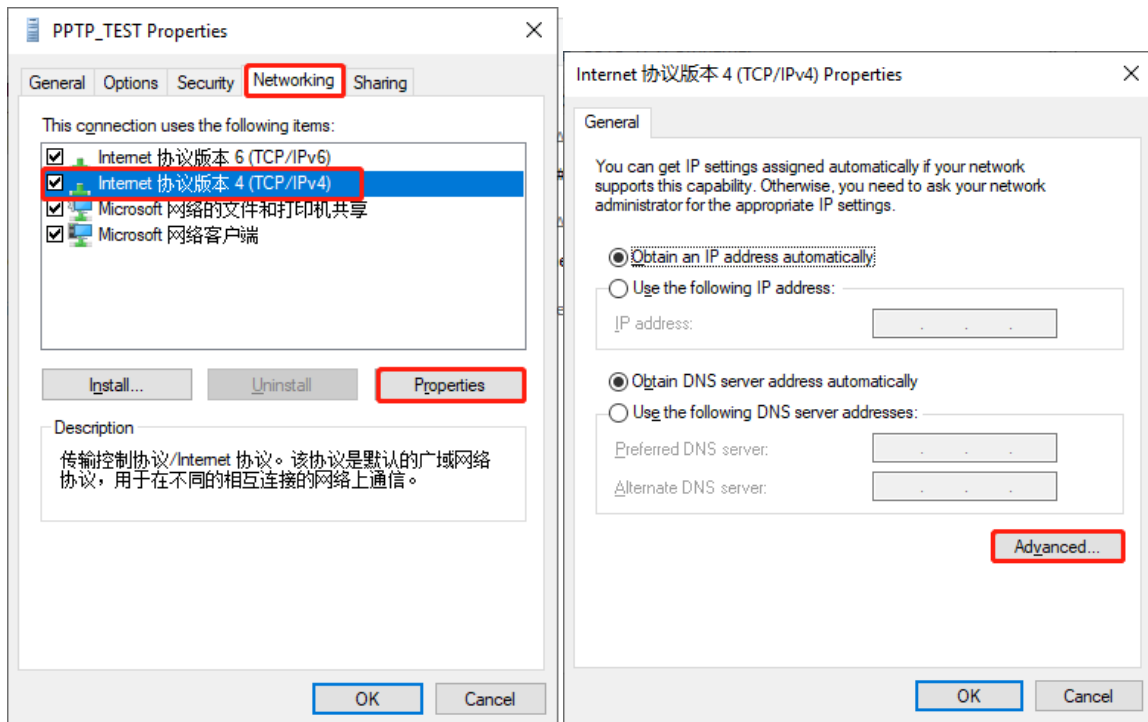 PPTP_TEST Properties
General
Options
Security
Networking
Sharing
This connection uses the following items:
Internet 协议版本 6 (TCP/IPv6)
Internet 协议版本 4 (TCP/IPv4)
Microsoft 网络的文件和打印机共享
Microsoft 网络客户端
Install...
Uninstall
Properties
Description
传输控制协议/Internet 协议。该协议是默认的广域网络
协议，用于在不同的相互连接的网络上通信。
OK
Cancel
Internet 协议版本 4 (TCP/IPv4) Properties
General
You can get IP settings assigned automatically if your network
supports this capability. Otherwise, you need to ask your network
administrator for the appropriate IP settings.
Obtain an IP address automatically
Use the following IP address:
IP address:
Obtain DNS server address automatically
Use the following DNS server addresses:
Preferred DNS server:
Alternate DNS server:
Advanced...
OK
Cancel